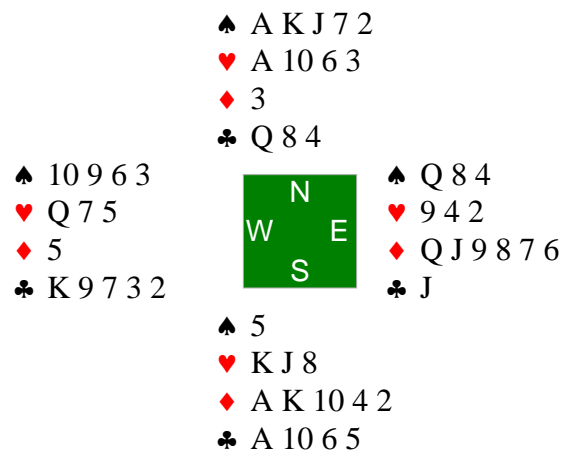 ♠ A K J 7 2
♥ A 10 6 3
♦ 3
♣ Q 8 4
♠ 10 9 6 3
♥ Q 7 5
♦ 5
♣ K 9 7 3 2
N
W E
S
♠ Q 8 4
♥ 9 4 2
♦ Q J 9 8 7 6
♣ J
♠ 5
♥ K J 8
♦ A K 10 4 2
♣ A 10 6 5